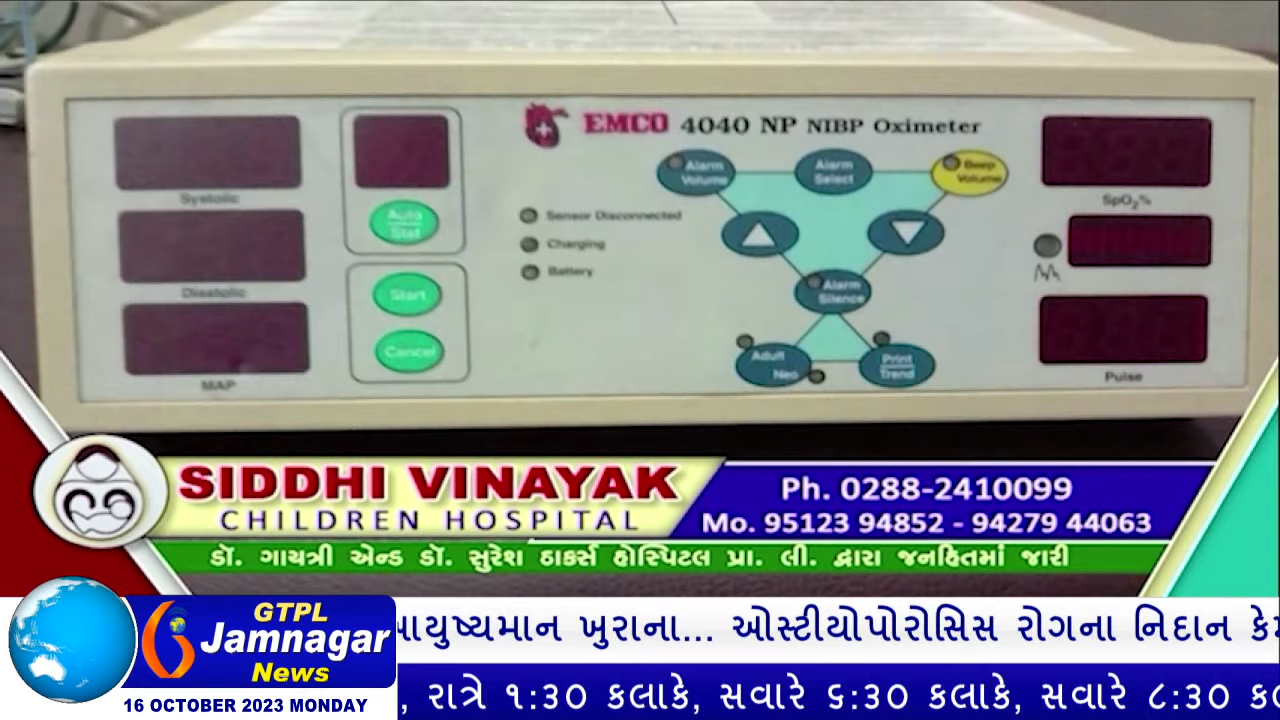 EMCO 4040 NP NIBP Oximeter
Systolic
Diastolic
MAP
Auto
Stat
Start
Cancel
Sensor Disconnected
Charging
Battery
Alarm
Volume
Alarm
Select
Beep
Volume
Alarm
Silence
Adult
Neo
Print
Trend
SpO2%
Pulse
SIDDHI VINAYAK
CHILDREN HOSPITAL
Ph. 0288-2410099
Mo. 95123 94852 - 94279 44063
ડૉ. ગાયત્રી એન્ડ ડૉ. સુરેશ ઠાકર્સ હોસ્પિટલ પ્રા. લી. દ્વારા જનહિતમાં જારી
GTPL
Jamnagar
News
16 OCTOBER 2023 MONDAY
આયુષ્યમાન ખુરાના... ઓસ્ટીયોપોરોસિસ રોગના નિદાન
, રાત્રે ૧:૩૦ કલાકે, સવારે ૬:૩૦ કલાકે, સવારે ૮:૩૦